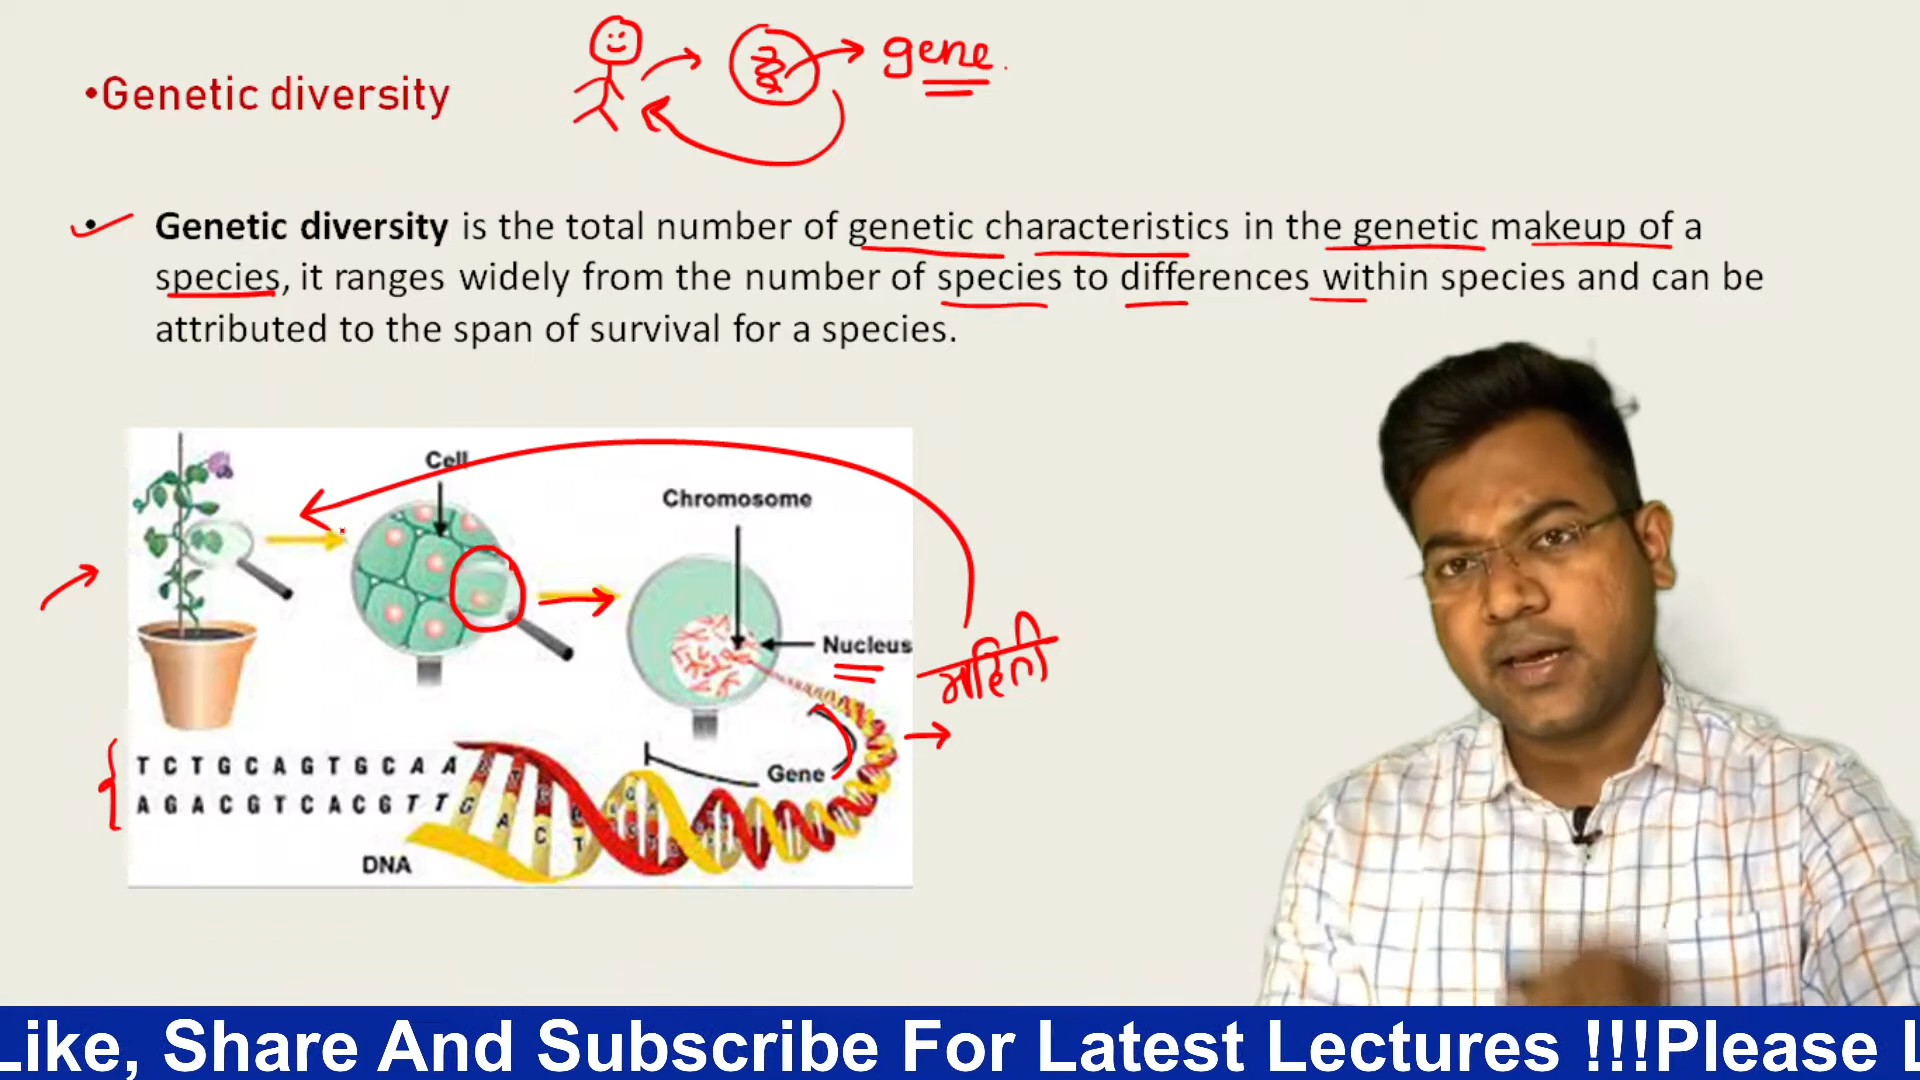 gene.
•Genetic diversity
• Genetic diversity is the total number of genetic characteristics in the genetic makeup of a
species, it ranges widely from the number of species to differences within species and can be
attributed to the span of survival for a species.
Cell
Chromosome
Nucleus
माहिती
Gene
T C T G C A G T G C A A
A G A C G T C A C G T T G
A C T
DNA
Like, Share And Subscribe For Latest Lectures !!!Please L